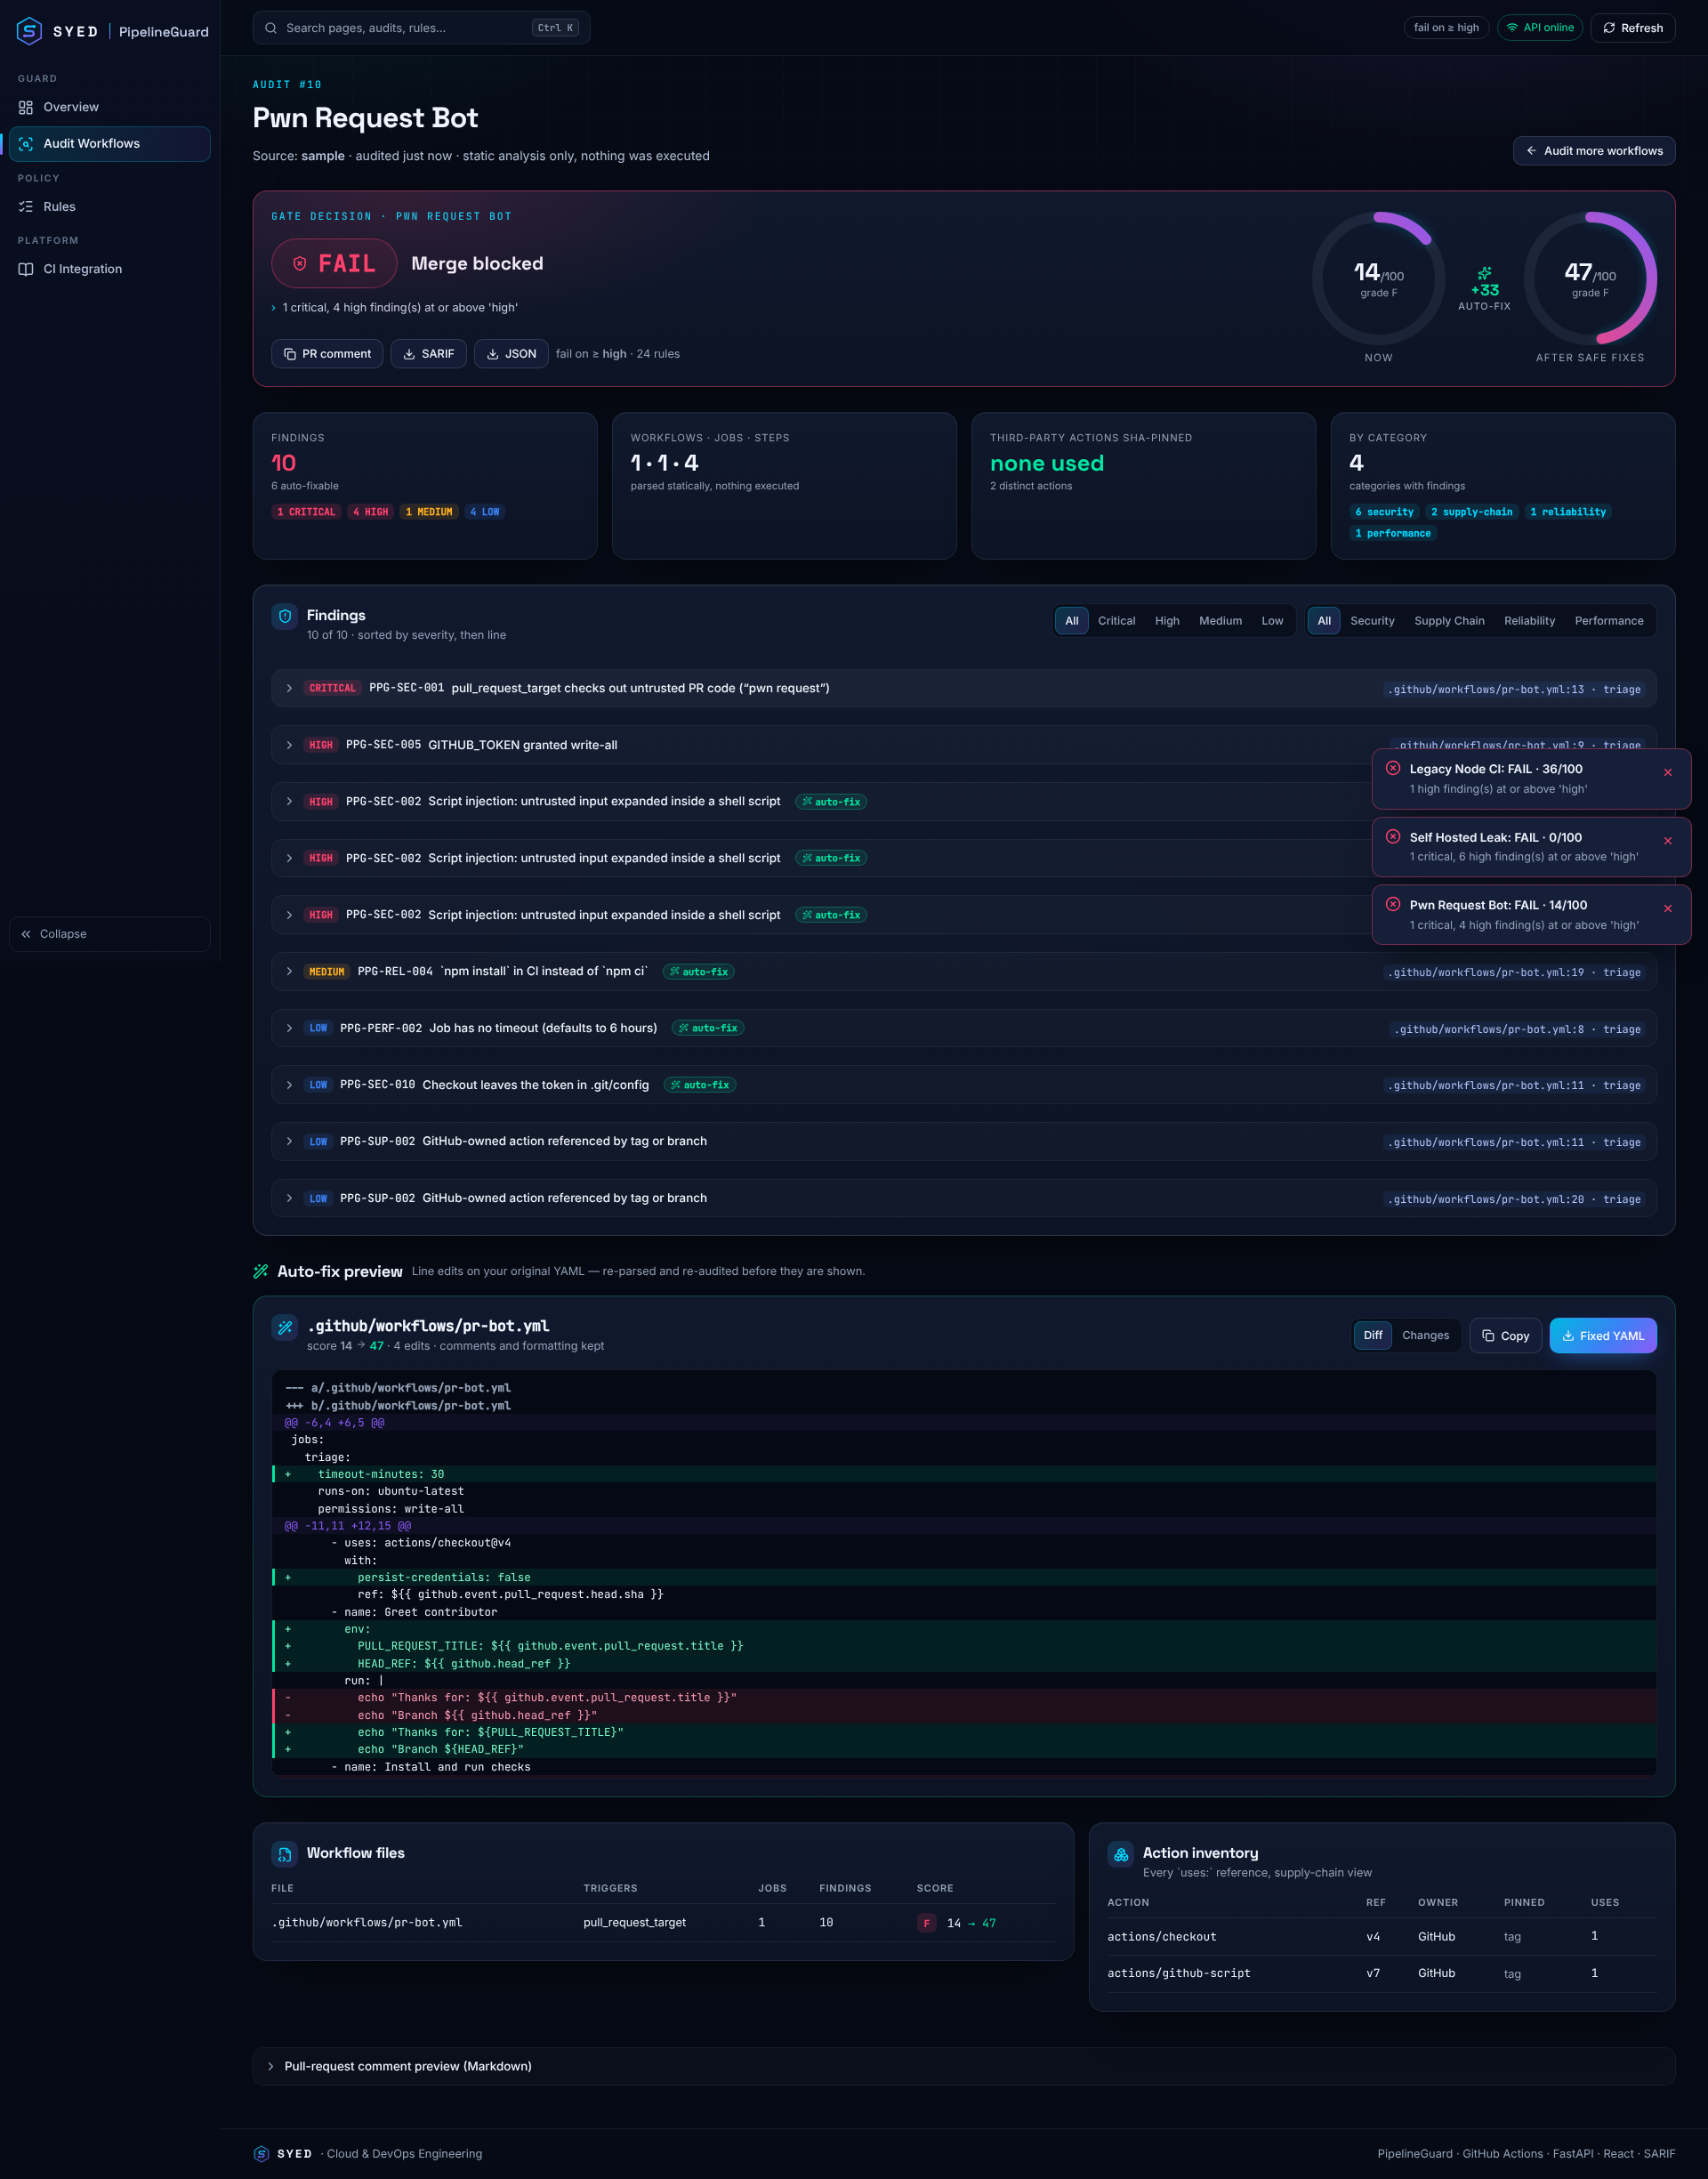 SYED | PipelineGuard
Search pages, audits, rules...
Ctrl K
fail on ≥ high
API online
Refresh
GUARD
Overview
Audit Workflows
POLICY
Rules
PLATFORM
CI Integration
Collapse
AUDIT #10
Pwn Request Bot
Source: sample · audited just now · static analysis only, nothing was executed
Audit more workflows
GATE DECISION · PWN REQUEST BOT
FAIL
Merge blocked
› 1 critical, 4 high finding(s) at or above 'high'
PR comment
SARIF
JSON
fail on ≥ high · 24 rules
14/100
grade F
NOW
+33
AUTO-FIX
47/100
grade F
AFTER SAFE FIXES
FINDINGS
10
6 auto-fixable
1 CRITICAL
4 HIGH
1 MEDIUM
4 LOW
WORKFLOWS · JOBS · STEPS
1·1·4
parsed statically, nothing executed
THIRD-PARTY ACTIONS SHA-PINNED
none used
2 distinct actions
BY CATEGORY
4
categories with findings
6 security
2 supply-chain
1 reliability
1 performance
Findings
10 of 10 · sorted by severity, then line
All Critical High Medium Low
All Security Supply Chain Reliability Performance
CRITICAL PPG-SEC-001 pull_request_target checks out untrusted PR code (“pwn request”) .github/workflows/pr-bot.yml:13 · triage
HIGH PPG-SEC-005 GITHUB_TOKEN granted write-all .github/workflows/pr-bot.yml:9 · triage
HIGH PPG-SEC-002 Script injection: untrusted input expanded inside a shell script auto-fix
HIGH PPG-SEC-002 Script injection: untrusted input expanded inside a shell script auto-fix
HIGH PPG-SEC-002 Script injection: untrusted input expanded inside a shell script auto-fix
Legacy Node CI: FAIL · 36/100
1 high finding(s) at or above 'high'
Self Hosted Leak: FAIL · 0/100
1 critical, 6 high finding(s) at or above 'high'
Pwn Request Bot: FAIL · 14/100
1 critical, 4 high finding(s) at or above 'high'
MEDIUM PPG-REL-004 `npm install` in CI instead of `npm ci` auto-fix .github/workflows/pr-bot.yml:19 · triage
LOW PPG-PERF-002 Job has no timeout (defaults to 6 hours) auto-fix .github/workflows/pr-bot.yml:8 · triage
LOW PPG-SEC-010 Checkout leaves the token in .git/config auto-fix .github/workflows/pr-bot.yml:11 · triage
LOW PPG-SUP-002 GitHub-owned action referenced by tag or branch .github/workflows/pr-bot.yml:11 · triage
LOW PPG-SUP-002 GitHub-owned action referenced by tag or branch .github/workflows/pr-bot.yml:20 · triage
Auto-fix preview Line edits on your original YAML — re-parsed and re-audited before they are shown.
.github/workflows/pr-bot.yml
score 14 → 47 · 4 edits · comments and formatting kept
Diff Changes
Copy
Fixed YAML
--- a/.github/workflows/pr-bot.yml
+++ b/.github/workflows/pr-bot.yml
@@ -6,4 +6,5 @@
 jobs:
   triage:
+    timeout-minutes: 30
     runs-on: ubuntu-latest
     permissions: write-all
@@ -11,11 +12,15 @@
       - uses: actions/checkout@v4
         with:
+          persist-credentials: false
           ref: ${{ github.event.pull_request.head.sha }}
       - name: Greet contributor
+        env:
+          PULL_REQUEST_TITLE: ${{ github.event.pull_request.title }}
+          HEAD_REF: ${{ github.head_ref }}
         run: |
-          echo "Thanks for: ${{ github.event.pull_request.title }}"
-          echo "Branch ${{ github.head_ref }}"
+          echo "Thanks for: ${PULL_REQUEST_TITLE}"
+          echo "Branch ${HEAD_REF}"
       - name: Install and run checks
Workflow files
FILE TRIGGERS JOBS FINDINGS SCORE
.github/workflows/pr-bot.yml pull_request_target 1 10 F 14 → 47
Action inventory
Every `uses:` reference, supply-chain view
ACTION REF OWNER PINNED USES
actions/checkout v4 GitHub tag 1
actions/github-script v7 GitHub tag 1
Pull-request comment preview (Markdown)
SYED · Cloud & DevOps Engineering
PipelineGuard · GitHub Actions · FastAPI · React · SARIF